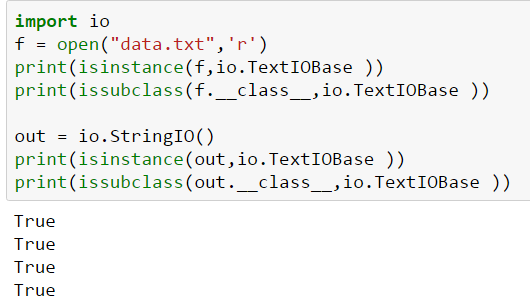 import io
f = open("data.txt",'r')
print(isinstance(f,io.TextIOBase ))
print(issubclass(f.__class__,io.TextIOBase ))
out = io.StringIO()
print(isinstance(out,io.TextIOBase ))
print(issubclass(out.__class__,io.TextIOBase ))
True
True
True
True